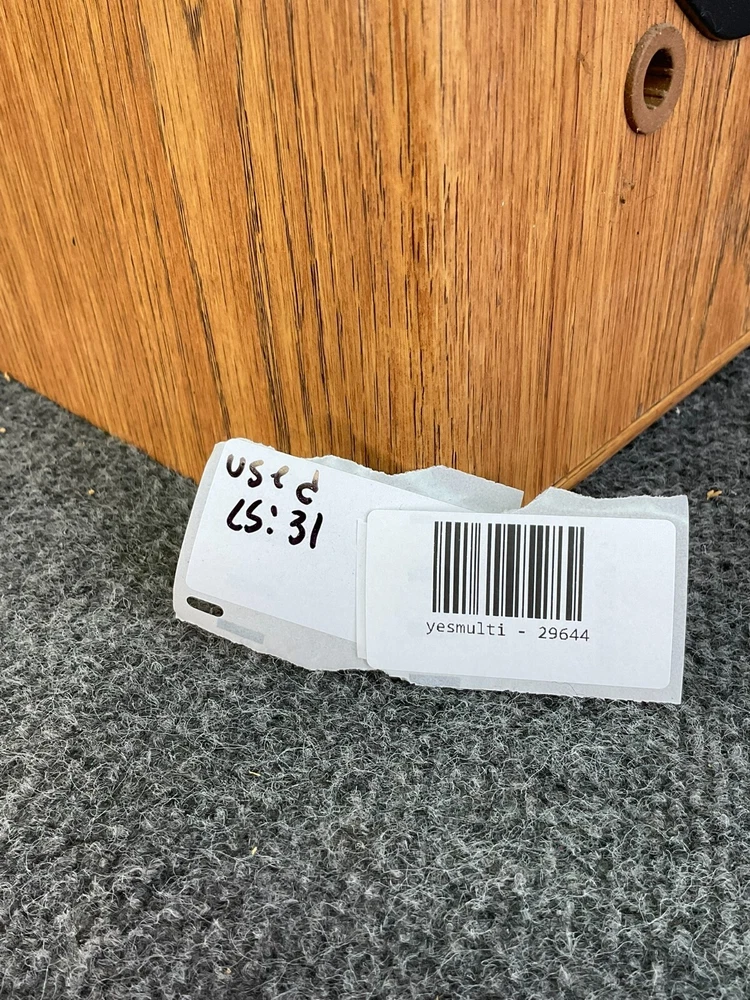 used
LS:31
yesmulti - 29644